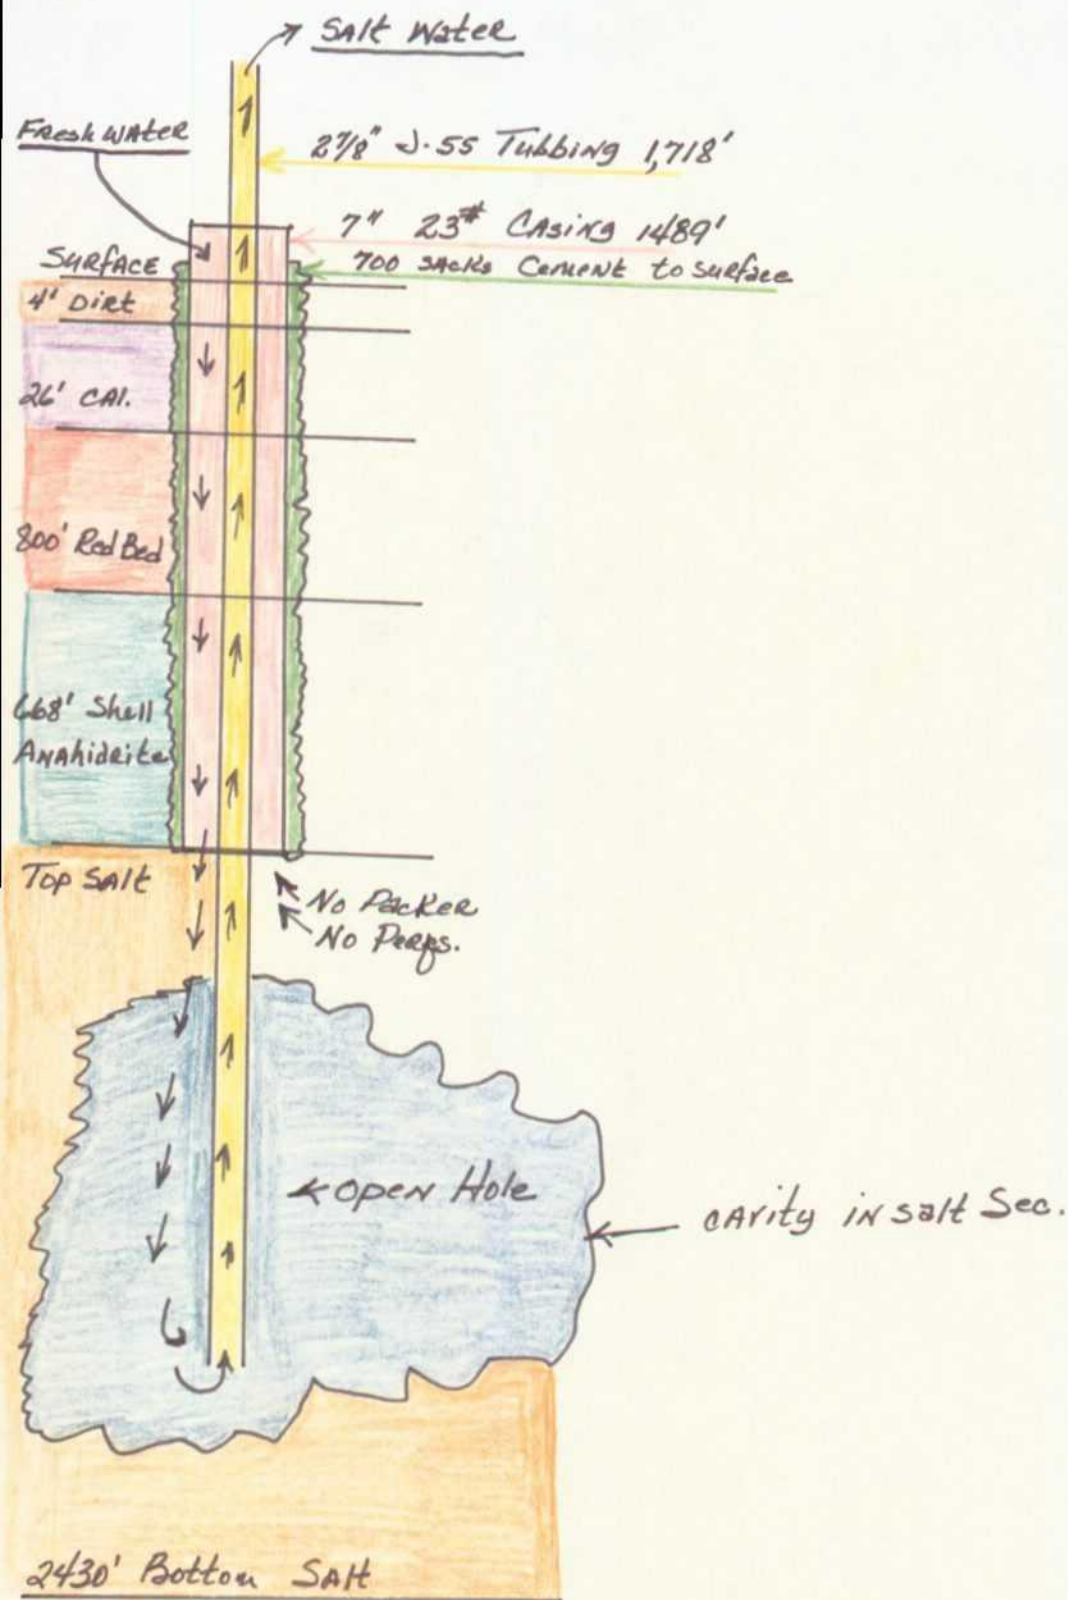 Salt Water
Fresh Water
2 7/8" J-55 Tubbing 1,718'
7" 23# Casing 1489'
Surface
700 sacks Cement to surface
4' Dirt
26' CAl.
800' Red Bed
668' Shell
Anahidrite
Top Salt
No Packer
No Perfs.
Open Hole
Cavity in salt Sec.
2430' Bottom Salt